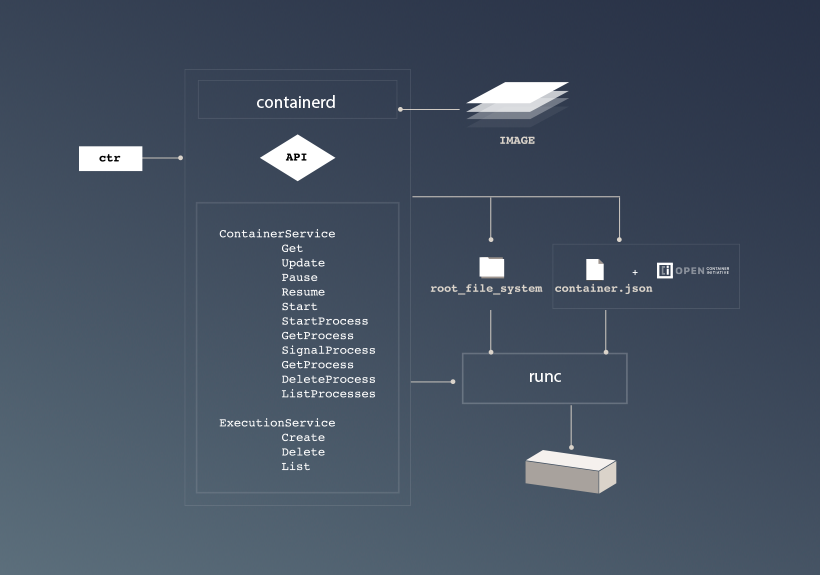 containerd
IMAGE
ctr
API
ContainerService
Get
Update
Pause
Resume
Start
StartProcess
GetProcess
SignalProcess
GetProcess
DeleteProcess
ListProcesses
ExecutionService
Create
Delete
List
root_file_system
+
OPEN CONTAINER INITIATIVE
container.json
runc